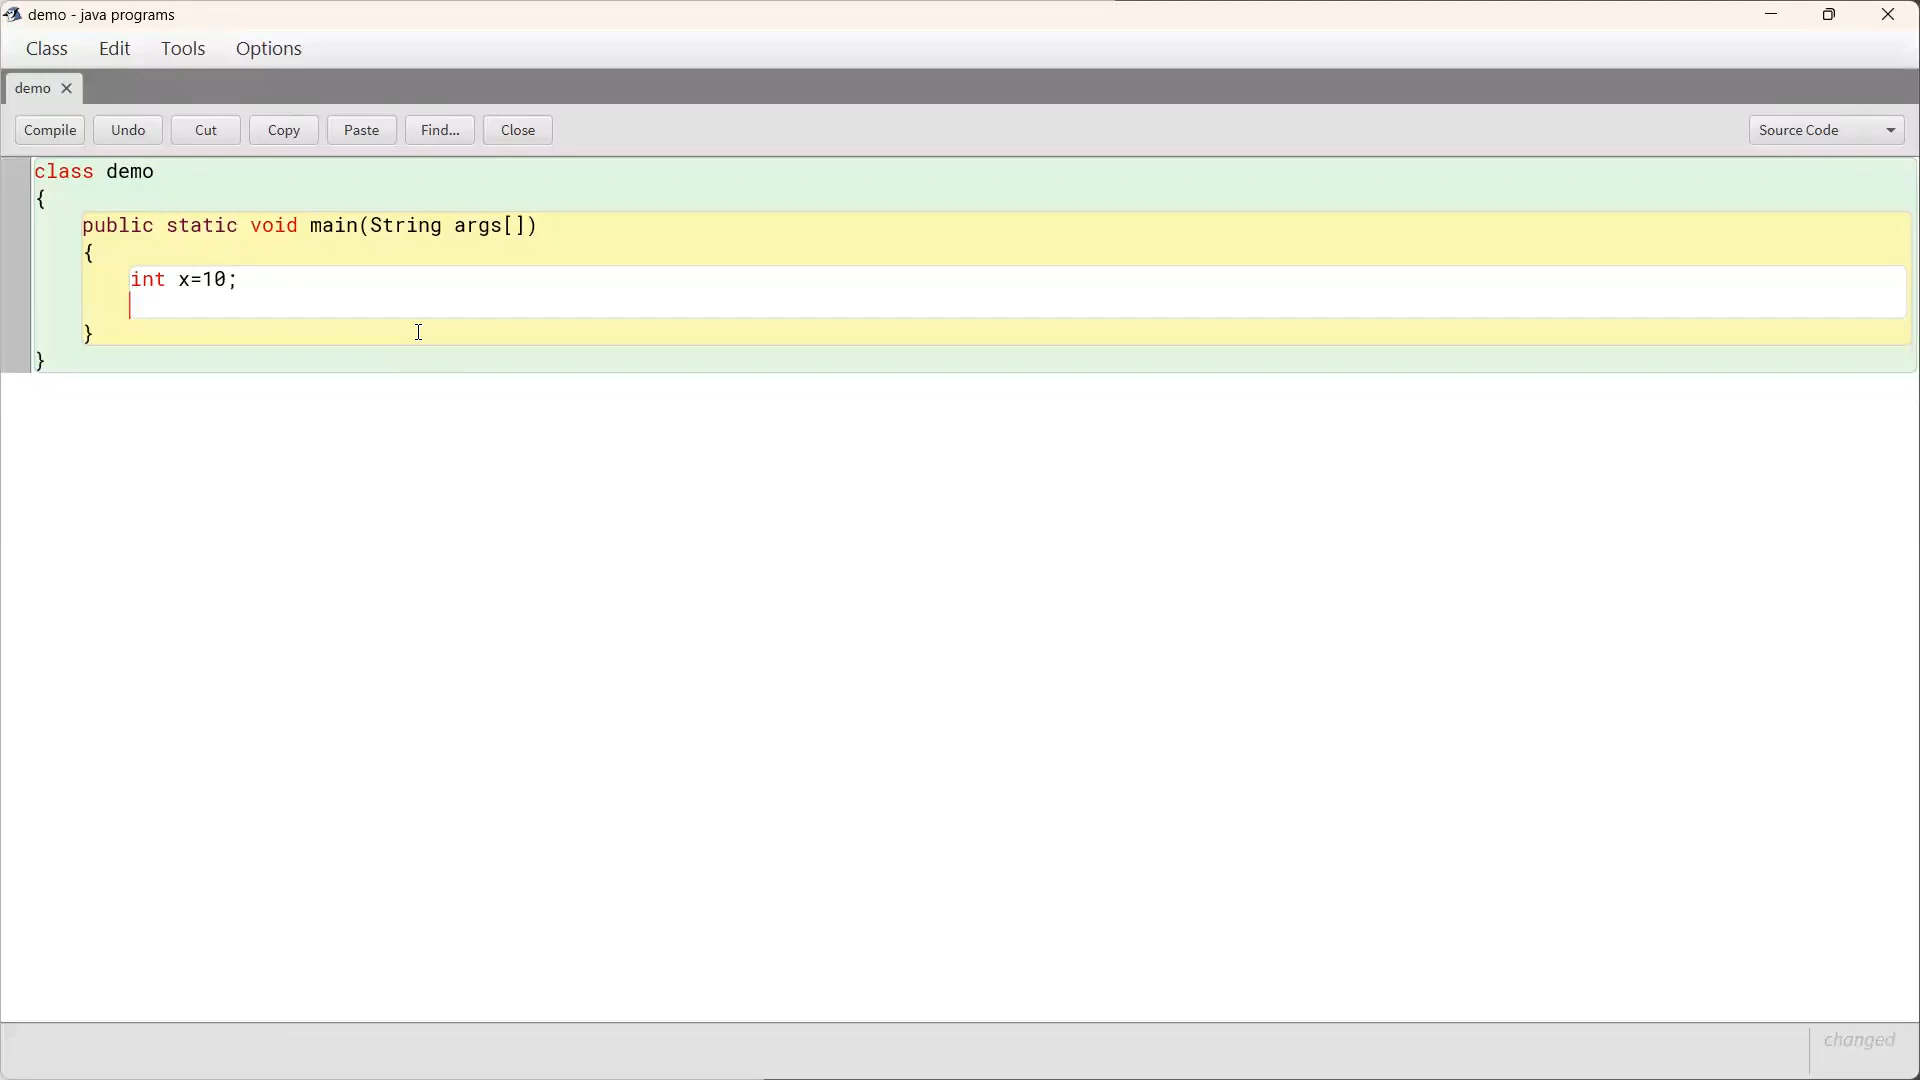 demo - java programs
Class Edit Tools Options
demo
Compile Undo Cut Copy Paste Find... Close Source Code
class demo
{
    public static void main(String args[])
    {
        int x=10;
    }
}
changed